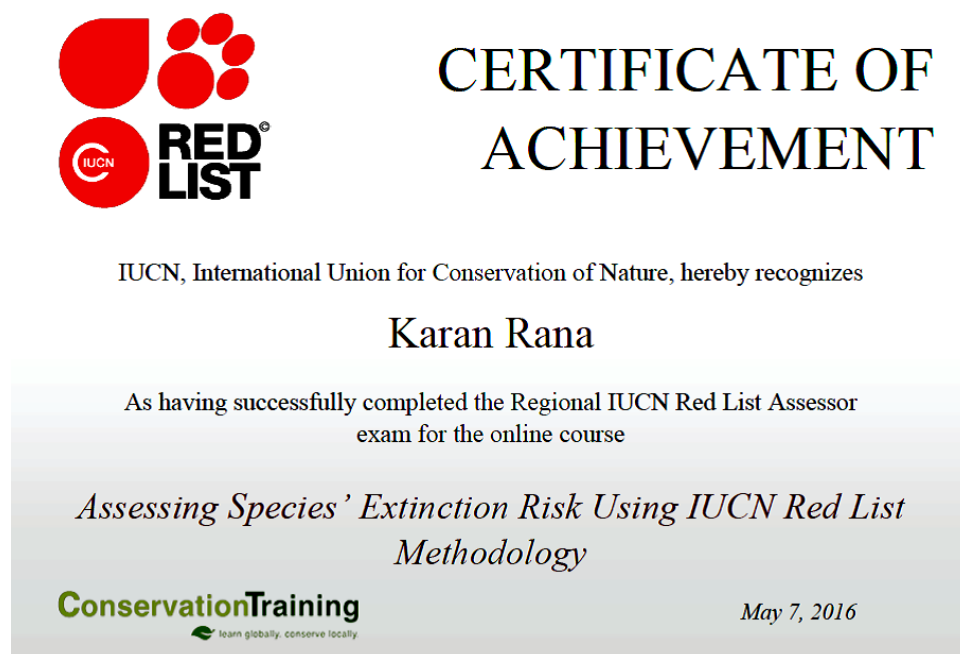 CERTIFICATE OF
ACHIEVEMENT
IUCN
RED©
LIST
IUCN, International Union for Conservation of Nature, hereby recognizes
Karan Rana
As having successfully completed the Regional IUCN Red List Assessor
exam for the online course
Assessing Species’ Extinction Risk Using IUCN Red List
Methodology
ConservationTraining
learn globally. conserve locally.
May 7, 2016